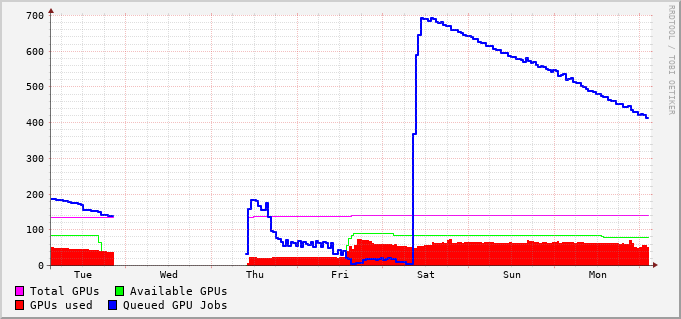 RRDTOOL / TOBI OETIKER
700
600
500
400
300
200
100
0
Tue Wed Thu Fri Sat Sun Mon
Total GPUs Available GPUs
GPUs used Queued GPU Jobs